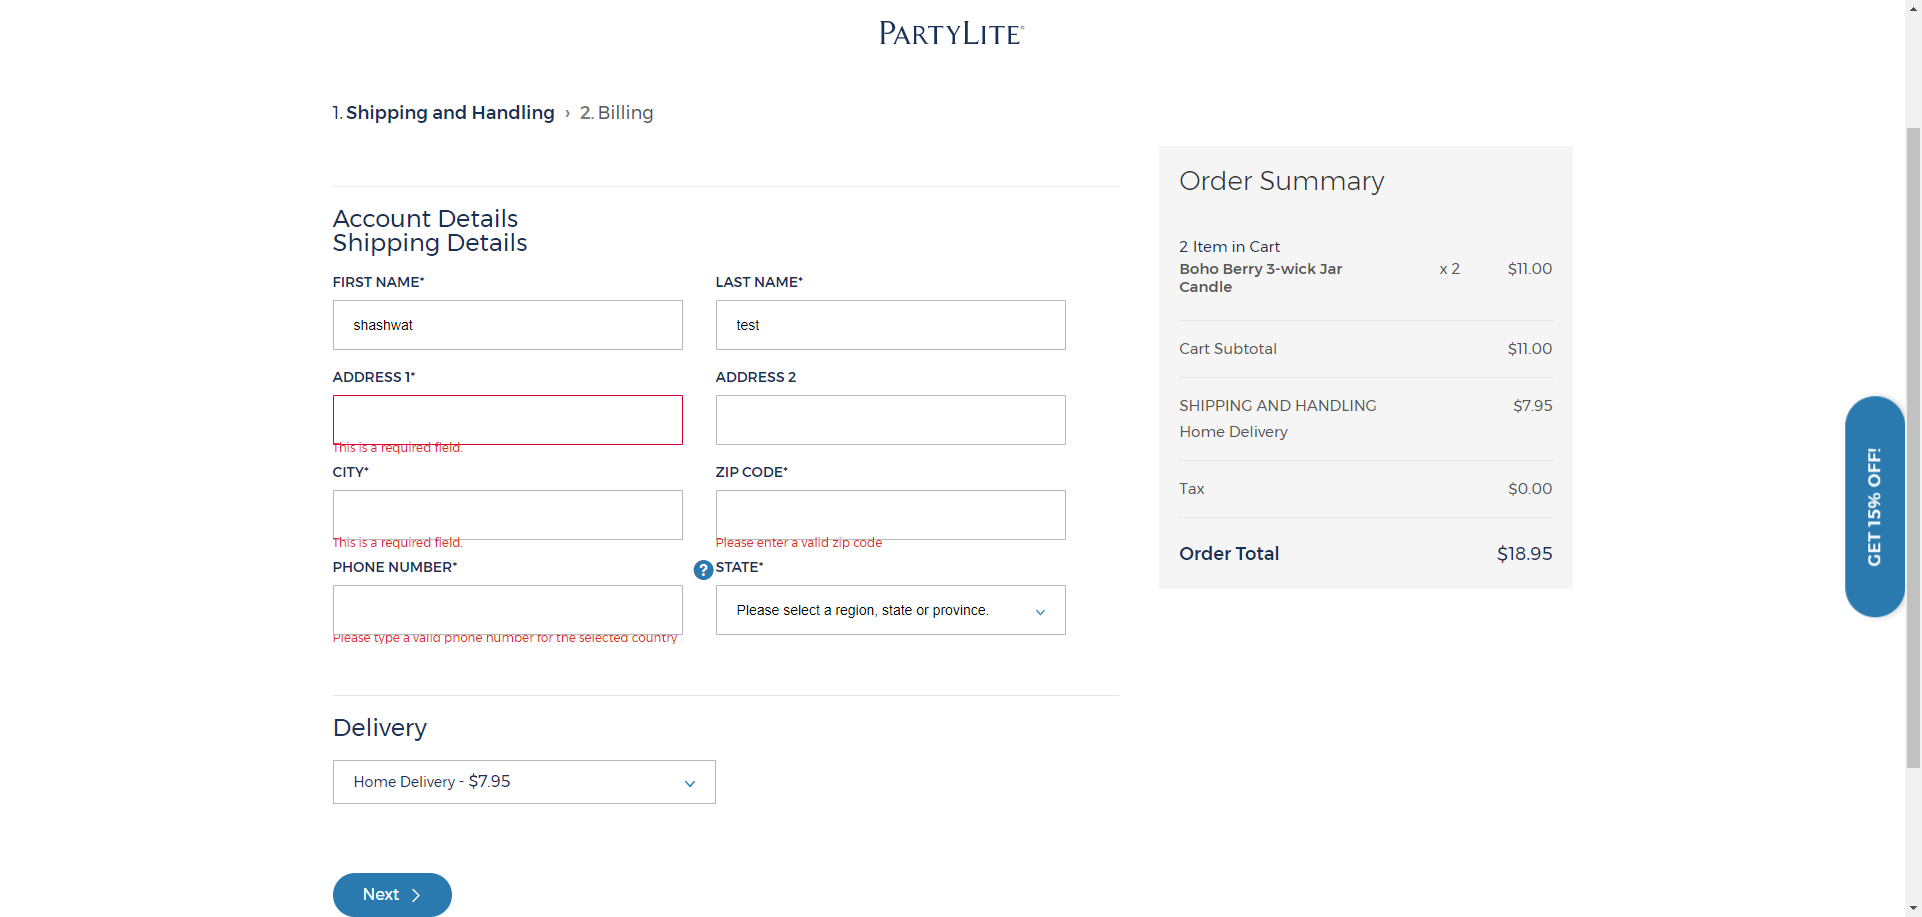 PARTYLITE®
1. Shipping and Handling › 2. Billing
Account Details
Shipping Details
FIRST NAME*
LAST NAME*
shashwat
test
ADDRESS 1*
ADDRESS 2
This is a required field.
CITY*
ZIP CODE*
This is a required field.
Please enter a valid zip code
PHONE NUMBER*
? STATE*
Please select a region, state or province.
Please type a valid phone number for the selected country
Delivery
Home Delivery - $7.95
Next
Order Summary
2 Item in Cart
Boho Berry 3-wick Jar x 2 $11.00
Candle
Cart Subtotal $11.00
SHIPPING AND HANDLING $7.95
Home Delivery
Tax $0.00
Order Total $18.95
GET 15% OFF!